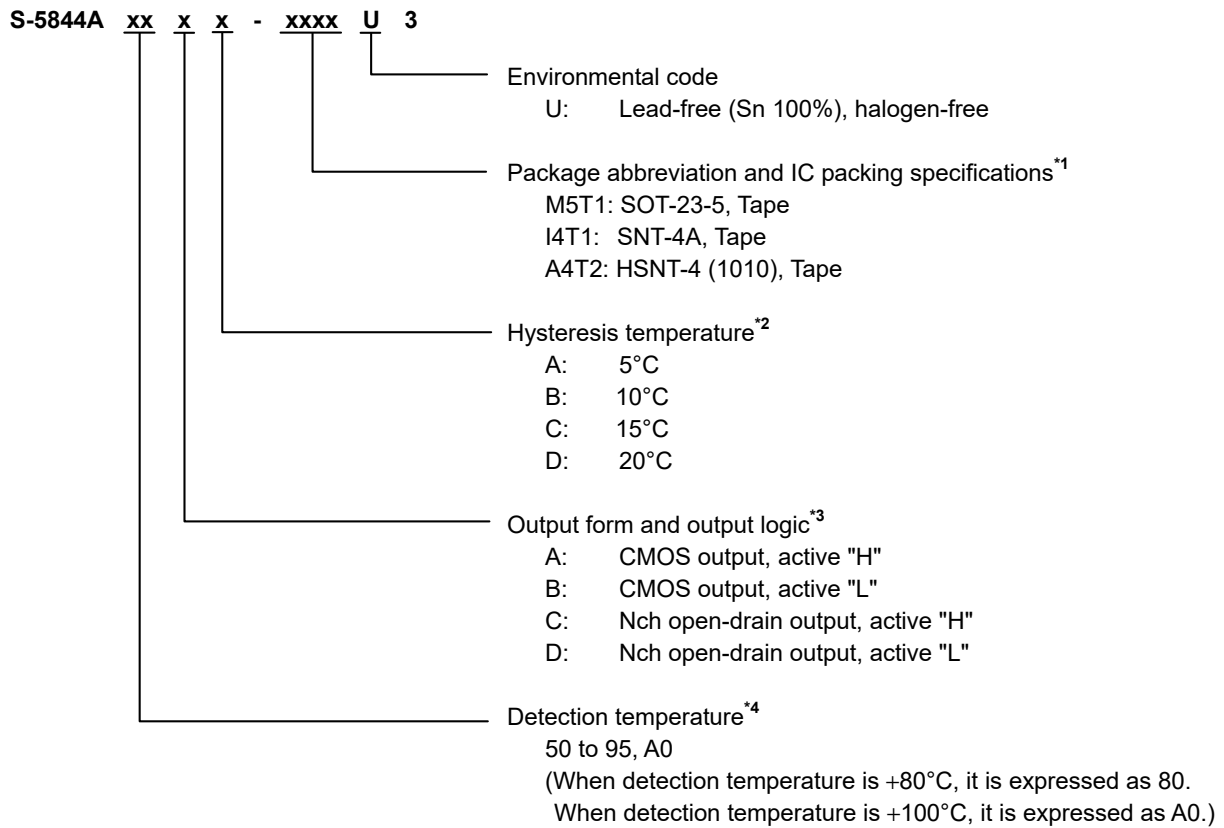 S-5844A xx x x - xxxx U 3
Environmental code
U: Lead-free (Sn 100%), halogen-free
Package abbreviation and IC packing specifications*1
M5T1: SOT-23-5, Tape
I4T1: SNT-4A, Tape
A4T2: HSNT-4 (1010), Tape
Hysteresis temperature*2
A: 5°C
B: 10°C
C: 15°C
D: 20°C
Output form and output logic*3
A: CMOS output, active "H"
B: CMOS output, active "L"
C: Nch open-drain output, active "H"
D: Nch open-drain output, active "L"
Detection temperature*4
50 to 95, A0
(When detection temperature is +80°C, it is expressed as 80.
When detection temperature is +100°C, it is expressed as A0.)